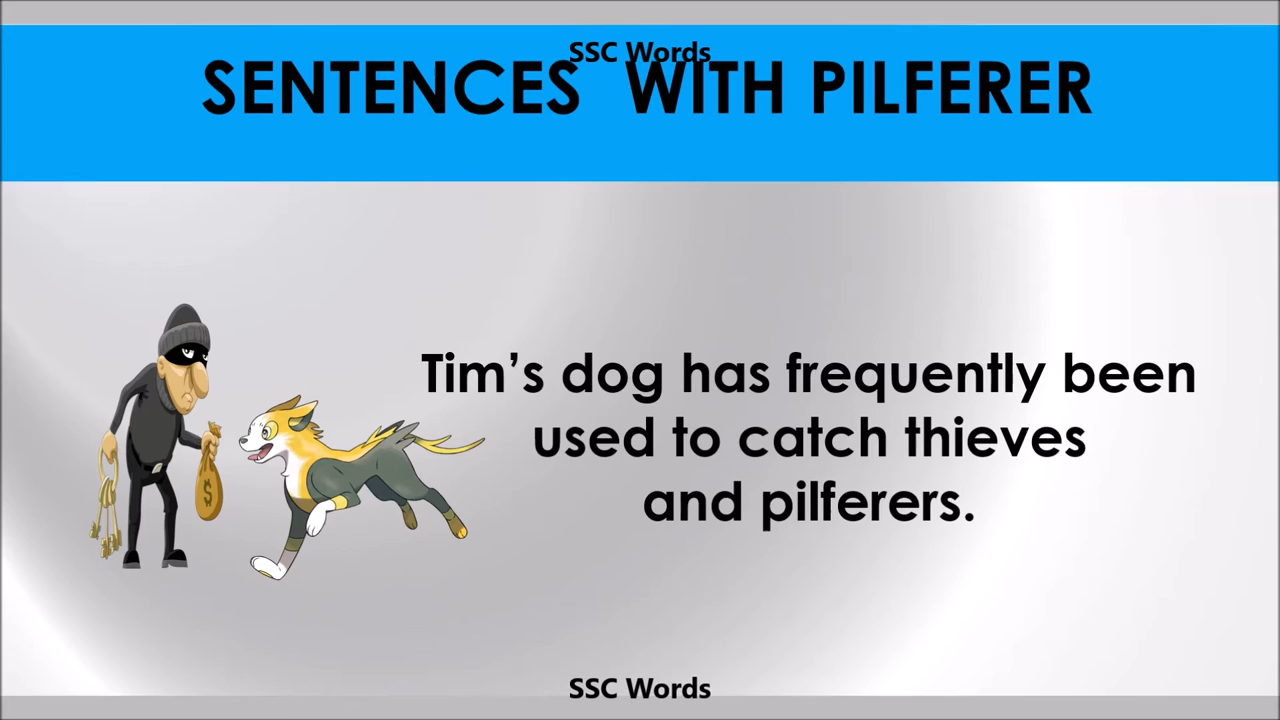 SSC Words
SENTENCES WITH PILFERER
Tim’s dog has frequently been
used to catch thieves
and pilferers.
$
SSC Words